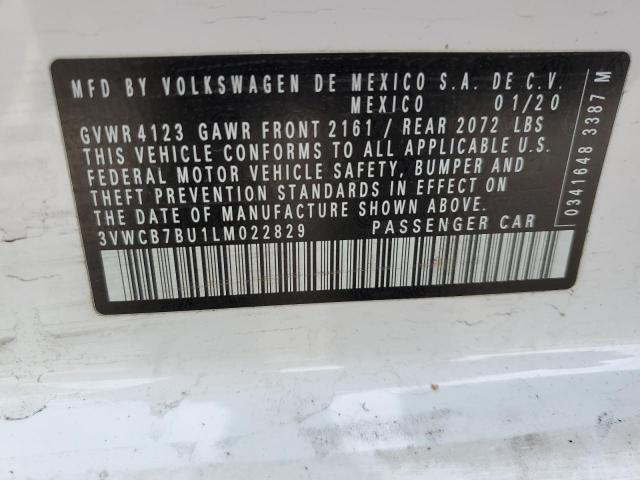 MFD BY VOLKSWAGEN DE MEXICO S.A. DE C.V.
MEXICO 01/20
GVWR 4123 GAWR FRONT 2161 / REAR 2072 LBS
THIS VEHICLE CONFORMS TO ALL APPLICABLE U.S.
FEDERAL MOTOR VEHICLE SAFETY, BUMPER AND
THEFT PREVENTION STANDARDS IN EFFECT ON
THE DATE OF MANUFACTURE SHOWN ABOVE.
3VWCB7BU1LM022829 PASSENGER CAR
0341648 3387 M